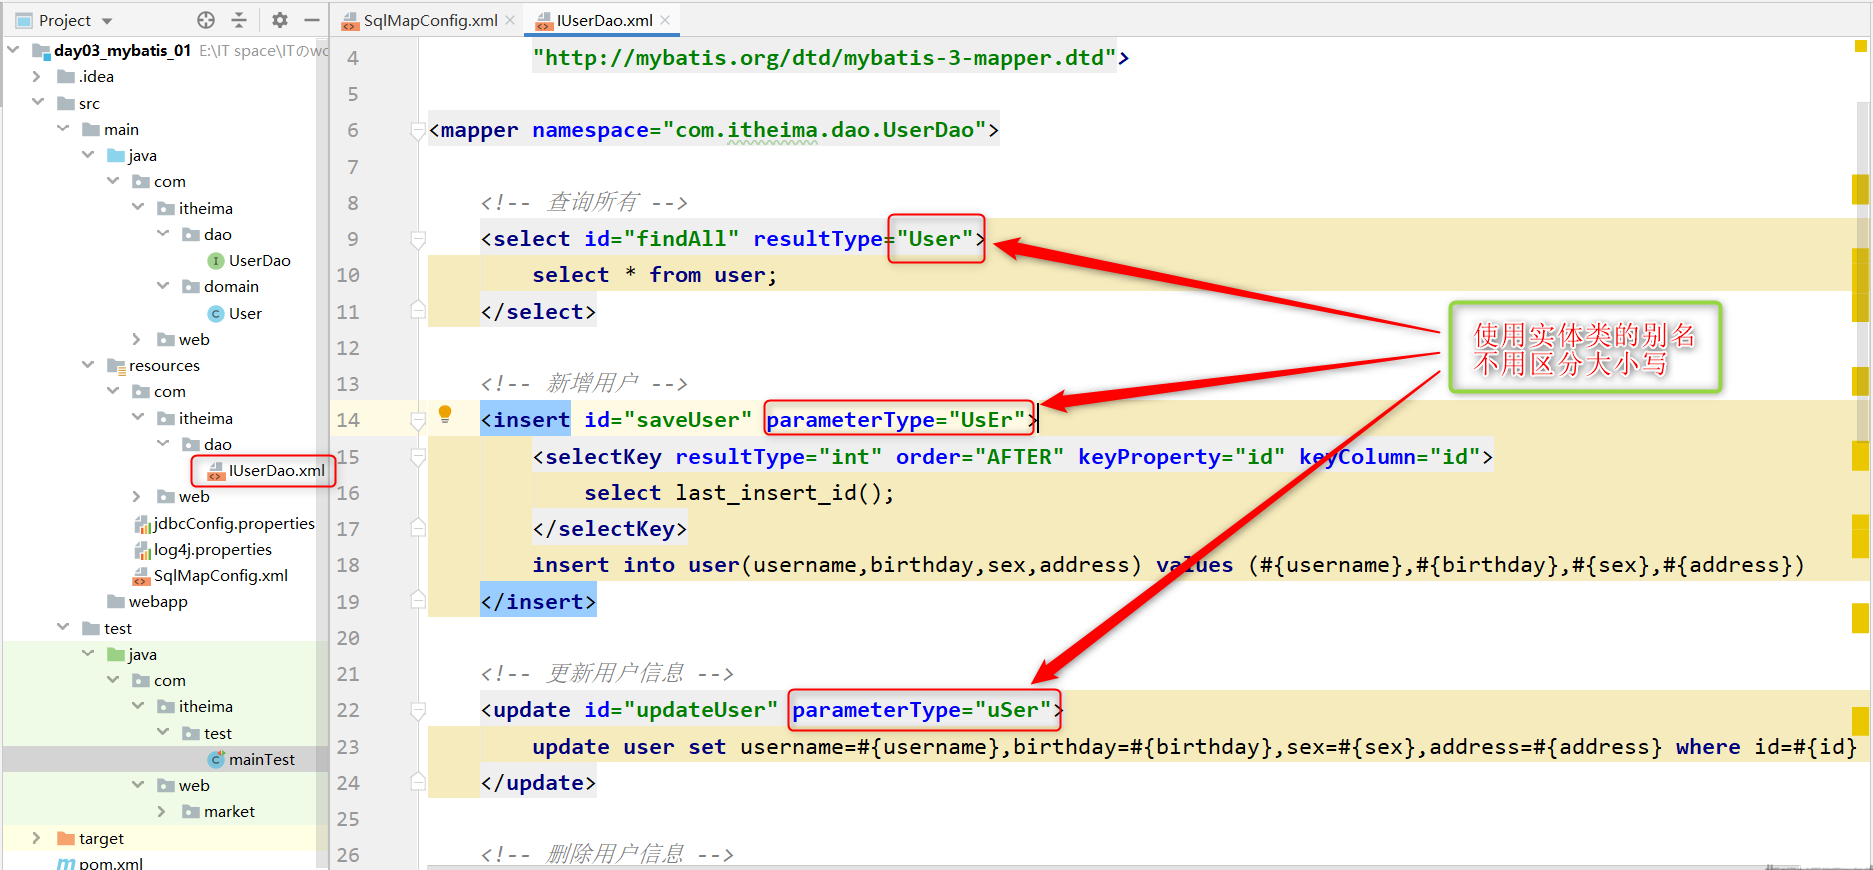 Project
day03_mybatis_01 E:\IT space\ITのwo
.idea
src
main
java
com
itheima
dao
UserDao
domain
User
web
resources
com
itheima
dao
IUserDao.xml
web
jdbcConfig.properties
log4j.properties
SqlMapConfig.xml
webapp
test
java
com
itheima
test
mainTest
web
market
target
pom.xml
SqlMapConfig.xml IUserDao.xml
4 "http://mybatis.org/dtd/mybatis-3-mapper.dtd">
5
6 <mapper namespace="com.itheima.dao.UserDao">
7
8 <!-- 查询所有 -->
9 <select id="findAll" resultType="User">
10 select * from user;
11 </select>
12
13 <!-- 新增用户 -->
14 <insert id="saveUser" parameterType="UsEr">
15 <selectKey resultType="int" order="AFTER" keyProperty="id" keyColumn="id">
16 select last_insert_id();
17 </selectKey>
18 insert into user(username,birthday,sex,address) values (#{username},#{birthday},#{sex},#{address})
19 </insert>
20
21 <!-- 更新用户信息 -->
22 <update id="updateUser" parameterType="uSer">
23 update user set username=#{username},birthday=#{birthday},sex=#{sex},address=#{address} where id=#{id}
24 </update>
25
26 <!-- 删除用户信息 -->
使用实体类的别名
不用区分大小写